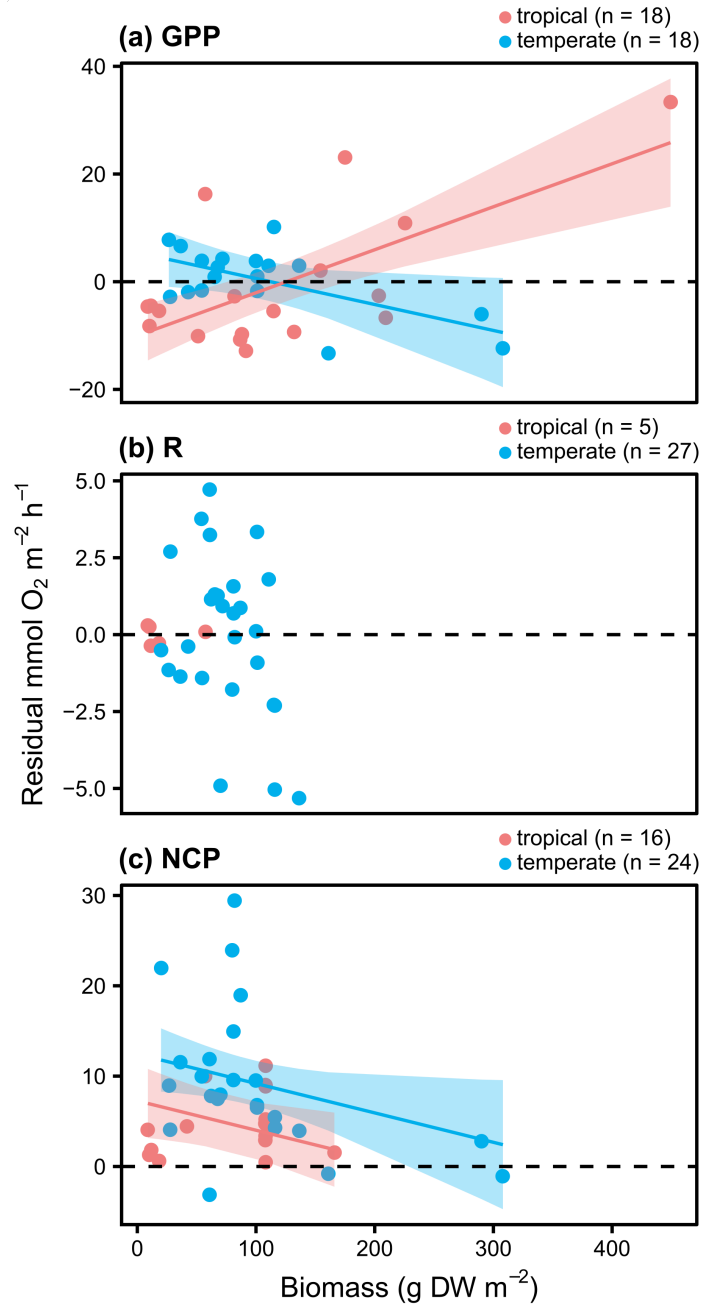 tropical (n = 18)
(a) GPP
temperate (n = 18)
40
20
0
−20
tropical (n = 5)
(b) R
temperate (n = 27)
5.0
2.5
0.0
−2.5
−5.0
Residual mmol O₂ m⁻² h⁻¹
tropical (n = 16)
(c) NCP
temperate (n = 24)
30
20
10
0
0 100 200 300 400
Biomass (g DW m⁻²)